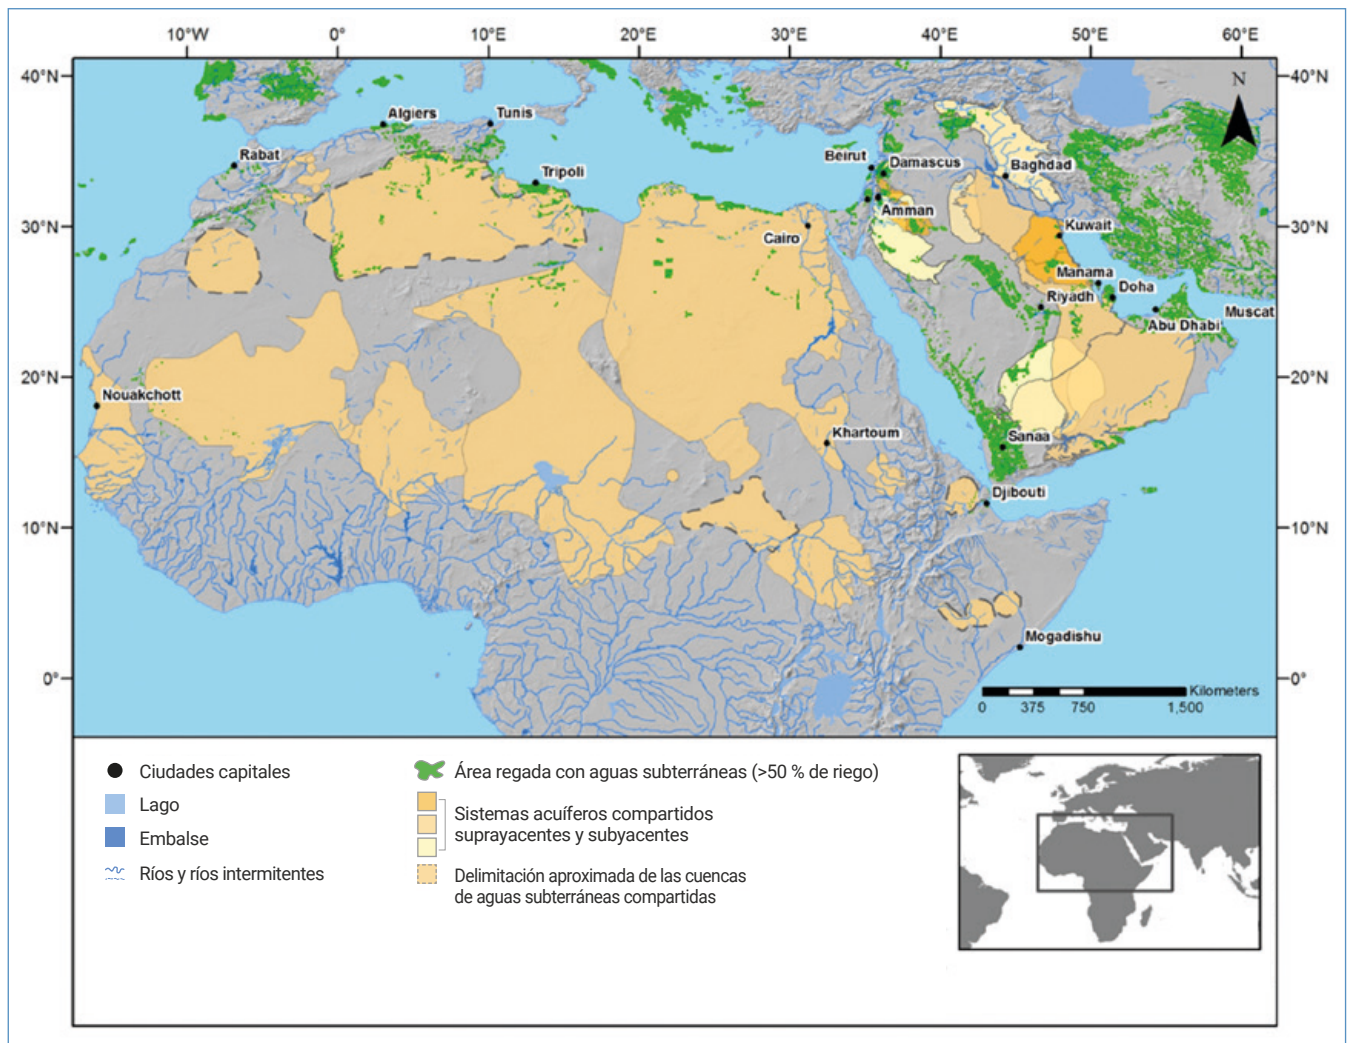 10°W 0° 10°E 20°E 30°E 40°E 50°E 60°E
40°N 40°N
N
Algiers
Tunis
Rabat
Beirut
Damascus
Baghdad
Tripoli
Amman
30°N 30°N
Kuwait
Cairo
Manama
Doha
Riyadh
Muscat
Abu Dhabi
20°N 20°N
Nouakchott
Khartoum
Sanaa
Djibouti
10°N 10°N
Mogadishu
0° 0°
Kilometers
0 375 750 1,500
Ciudades capitales
Lago
Embalse
Ríos y ríos intermitentes
Área regada con aguas subterráneas (>50 % de riego)
Sistemas acuíferos compartidos
suprayacentes y subyacentes
Delimitación aproximada de las cuencas
de aguas subterráneas compartidas